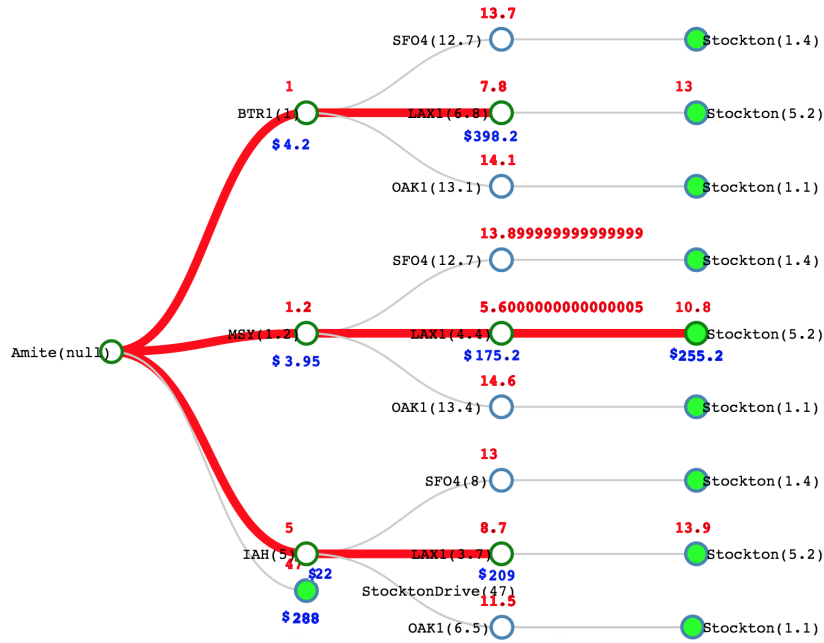 13.7
SFO4(12.7)
Stockton(1.4)
1
7.8
13
BTR1(1)
LAX1(6.8)
Stockton(5.2)
$4.2
$398.2
14.1
OAK1(13.1)
Stockton(1.1)
13.899999999999999
SFO4(12.7)
Stockton(1.4)
1.2
5.6000000000000005
10.8
MSY(1.2)
LAX1(4.4)
Stockton(5.2)
Amite(null)
$3.95
$175.2
$255.2
14.6
OAK1(13.4)
Stockton(1.1)
13
SFO4(8)
Stockton(1.4)
5
8.7
13.9
IAH(5)
LAX1(3.7)
Stockton(5.2)
47
$22
$209
StocktonDrive(47)
11.5
$288
OAK1(6.5)
Stockton(1.1)